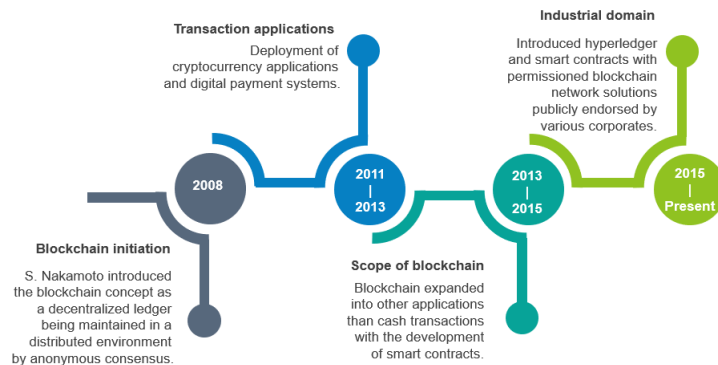 Transaction applications
Deployment of
cryptocurrency applications
and digital payment systems.
Industrial domain
Introduced hyperledger
and smart contracts with
permissioned blockchain
network solutions
publicly endorsed by
various corporates.
2008
2011
|
2013
2013
|
2015
2015
|
Present
Blockchain initiation
S. Nakamoto introduced
the blockchain concept as
a decentralized ledger
being maintained in a
distributed environment
by anonymous consensus.
Scope of blockchain
Blockchain expanded
into other applications
than cash transactions
with the development
of smart contracts.